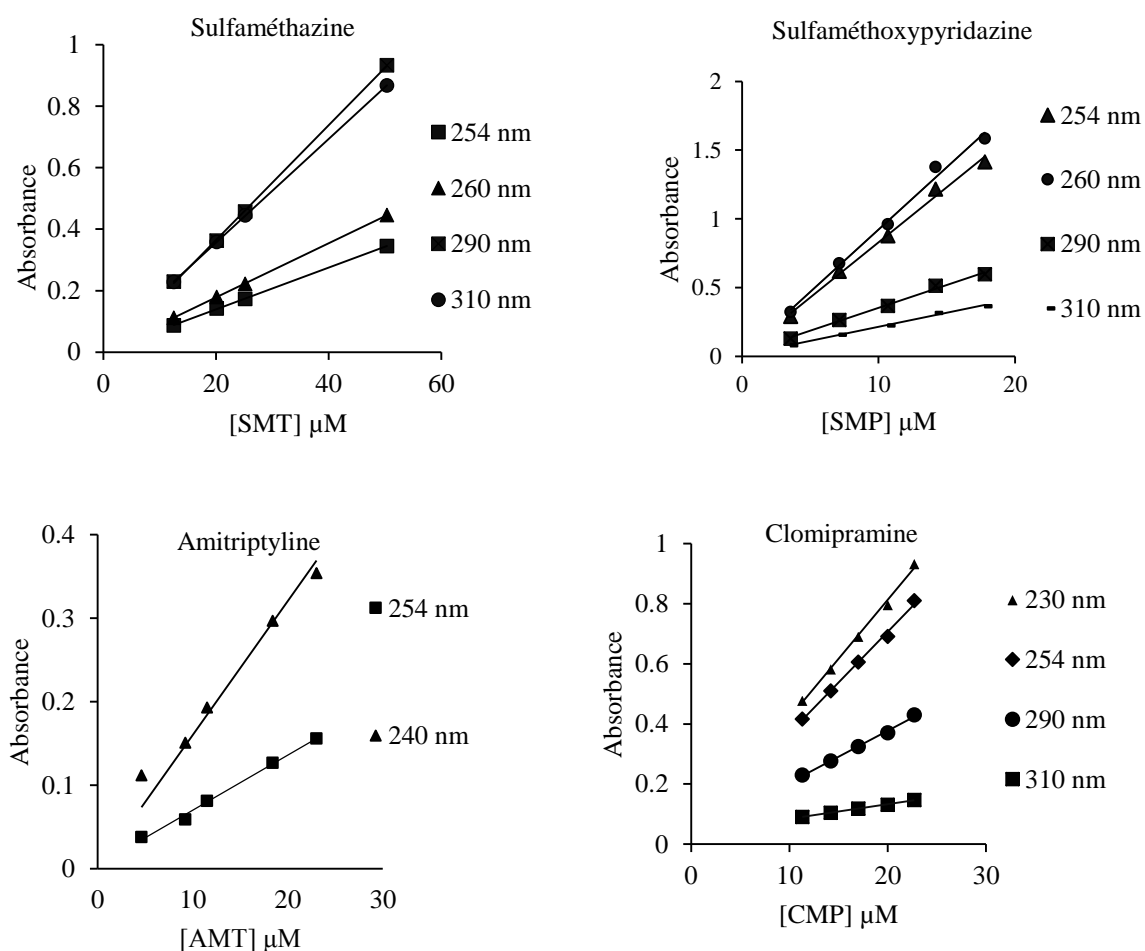 Sulfaméthazine
Absorbance
1
0.8
0.6
0.4
0.2
0
0 20 40 60
[SMT] µM
254 nm
260 nm
290 nm
310 nm
Sulfaméthoxypyridazine
Absorbance
2
1.5
1
0.5
0
0 10 20
[SMP] µM
254 nm
260 nm
290 nm
310 nm
Amitriptyline
Absorbance
0.4
0.3
0.2
0.1
0
0 10 20 30
[AMT] µM
254 nm
240 nm
Clomipramine
Absorbance
1
0.8
0.6
0.4
0.2
0
0 10 20 30
[CMP] µM
230 nm
254 nm
290 nm
310 nm